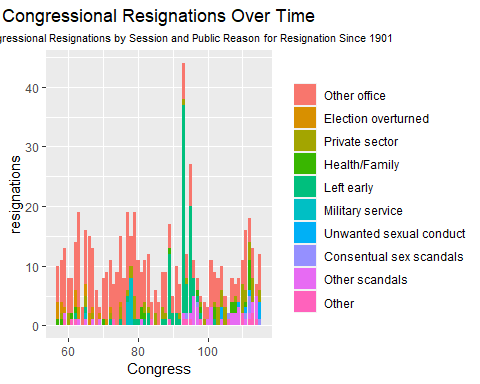 Congressional Resignations Over Time
gressional Resignations by Session and Public Reason for Resignation Since 1901
resignations
40
30
20
10
0
60
80
100
Congress
Other office
Election overturned
Private sector
Health/Family
Left early
Military service
Unwanted sexual conduct
Consentual sex scandals
Other scandals
Other